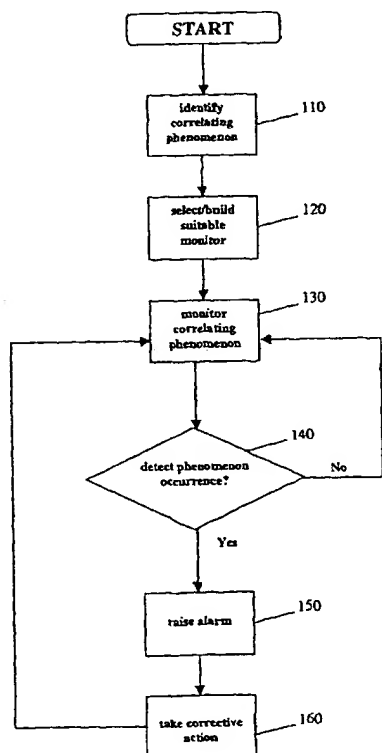 START
identify
correlating
phenomenon
110
select/build
suitable
monitor
120
monitor
correlating
phenomenon
130
detect phenomenon
occurrence?
140
No
Yes
raise alarm
150
take corrective
action
160